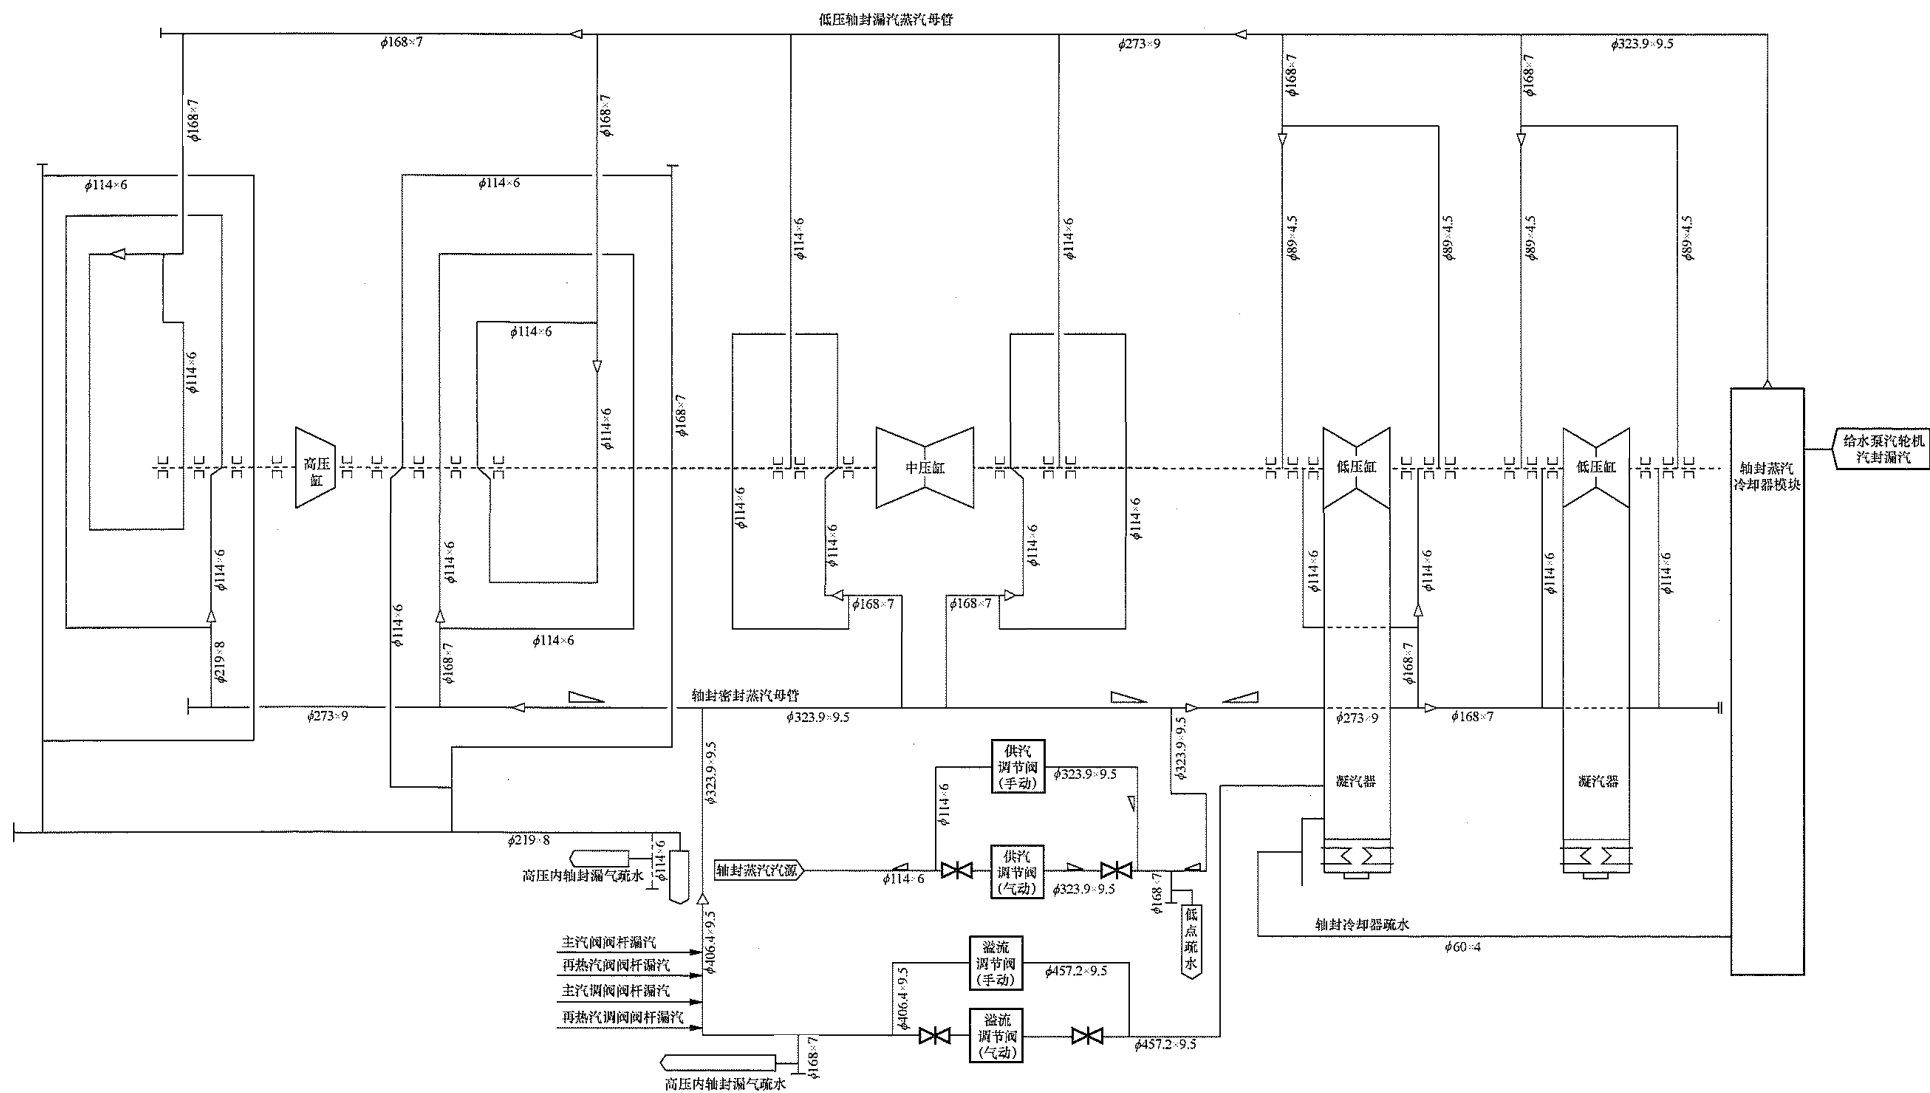 低压轴封漏汽蒸汽母管
ϕ168×7
ϕ273×9
ϕ323.9×9.5
ϕ168×7
ϕ168×7
ϕ168×7
ϕ168×7
ϕ114×6
ϕ114×6
ϕ114×6
ϕ114×6
ϕ89×4.5
ϕ89×4.5
ϕ89×4.5
ϕ89×4.5
ϕ114×6
ϕ114×6
ϕ168×7
ϕ114×6
高压
缸
中压缸
低压缸
低压缸
轴封蒸汽
冷却器模块
给水泵汽轮机
汽封漏汽
ϕ114×6
ϕ114×6
ϕ114×6
ϕ114×6
ϕ114×6
ϕ114×6
ϕ114×6
ϕ114×6
ϕ114×6
ϕ114×6
ϕ168×7
ϕ168×7
ϕ114×6
ϕ114×6
ϕ219×8
ϕ168×7
ϕ168×7
轴封密封蒸汽母管
ϕ273×9
ϕ323.9×9.5
ϕ273×9
ϕ168×7
ϕ323.9×9.5
ϕ323.9×9.5
供汽
调节阀
(手动)
ϕ323.9×9.5
ϕ114×6
凝汽器
凝汽器
ϕ219×8
ϕ114×6
高压内轴封漏气疏水
轴封蒸汽汽源
ϕ114×6
供汽
调节阀
(气动)
ϕ323.9×9.5
ϕ168×7
低点疏水
轴封冷却器疏水
ϕ60×4
ϕ406.4×9.5
主汽阀阀杆漏汽
再热汽阀阀杆漏汽
主汽调阀阀杆漏汽
再热汽调阀阀杆漏汽
溢流
调节阀
(手动)
ϕ457.2×9.5
ϕ406.4×9.5
溢流
调节阀
(气动)
ϕ457.2×9.5
ϕ168×7
高压内轴封漏气疏水